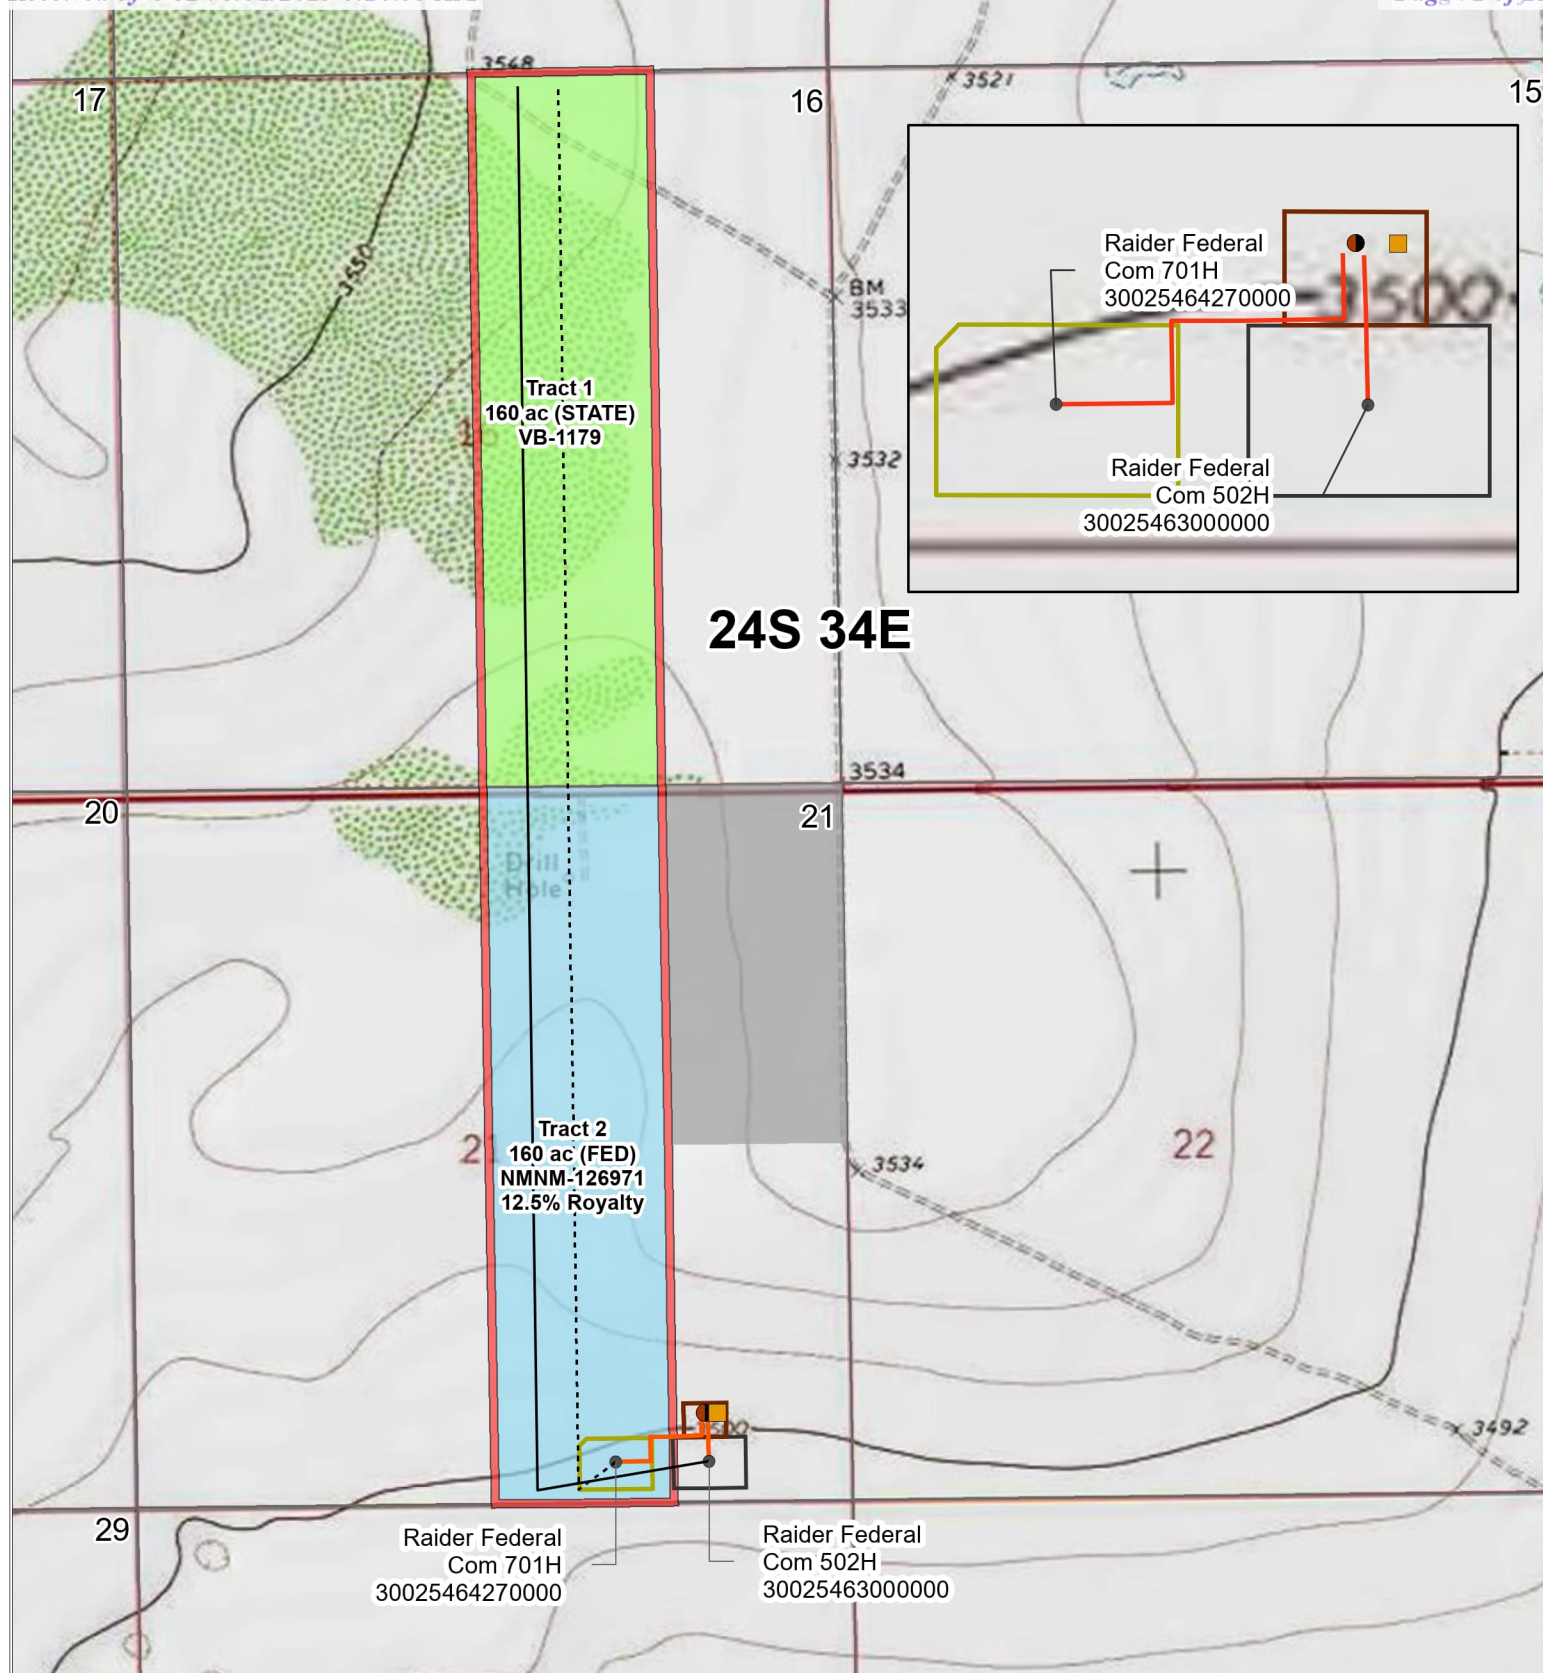 3548
17
16
3521
15
Raider Federal
Com 701H
30025464270000
3500
3550
BM
3533
Tract 1
160 ac (STATE)
VB-1179
3532
Raider Federal
Com 502H
30025463000000
24S 34E
3534
20
21
Drill
Hole
Tract 2
160 ac (FED)
NMNM-126971
12.5% Royalty
21
22
3534
3500
3492
29
Raider Federal
Com 701H
30025464270000
Raider Federal
Com 502H
30025463000000